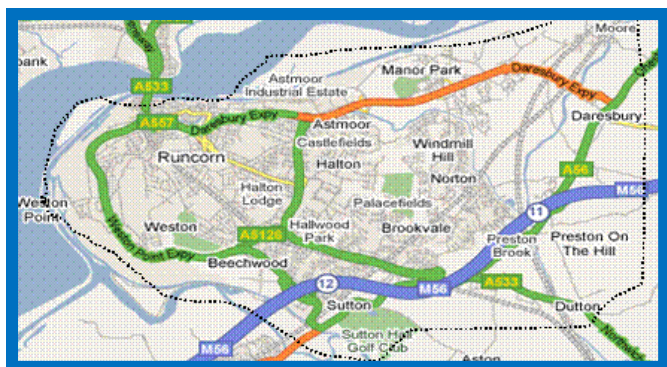 Moore
bank
A533
Manor Park
Astmoor
Industrial Estate
Daresbury Expy
A557
Daresbury Expy
Astmoor
Daresbury
Castlefields
Runcorn
Halton
Windmill
Hill
A56
Norton
M56
Halton
Lodge
Palacefields
Weston
Point
11
Weston
Hallwood
Park
Brookvale
A8126
Preston
Brook
Preston On
The Hill
Weston Point Expy
Beechwood
12
M56
A533
Sutton
Dutton
Sutton Hall
Golf Club
M56
Aston